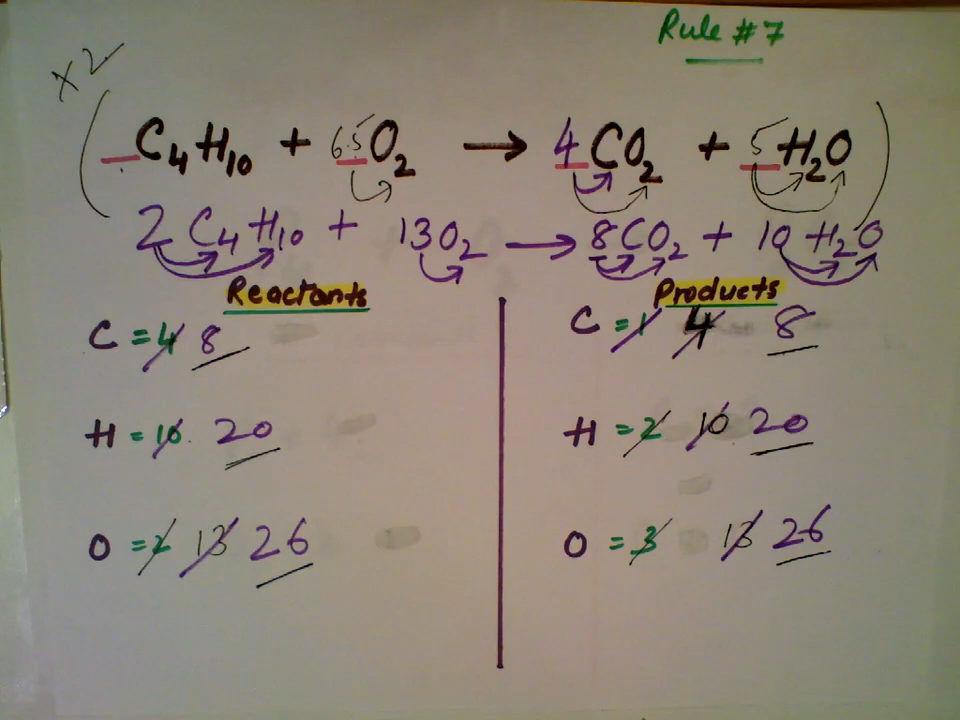 Rule #7
X2
( _C4H10 + 6.5O2 → 4CO2 + 5H2O )
2C4H10 + 13O2 → 8CO2 + 10H2O
Reactants Products
C = 4 8 C = 1 4 8
H = 10 20 H = 2 10 20
O = 2 13 26 O = 3 13 26